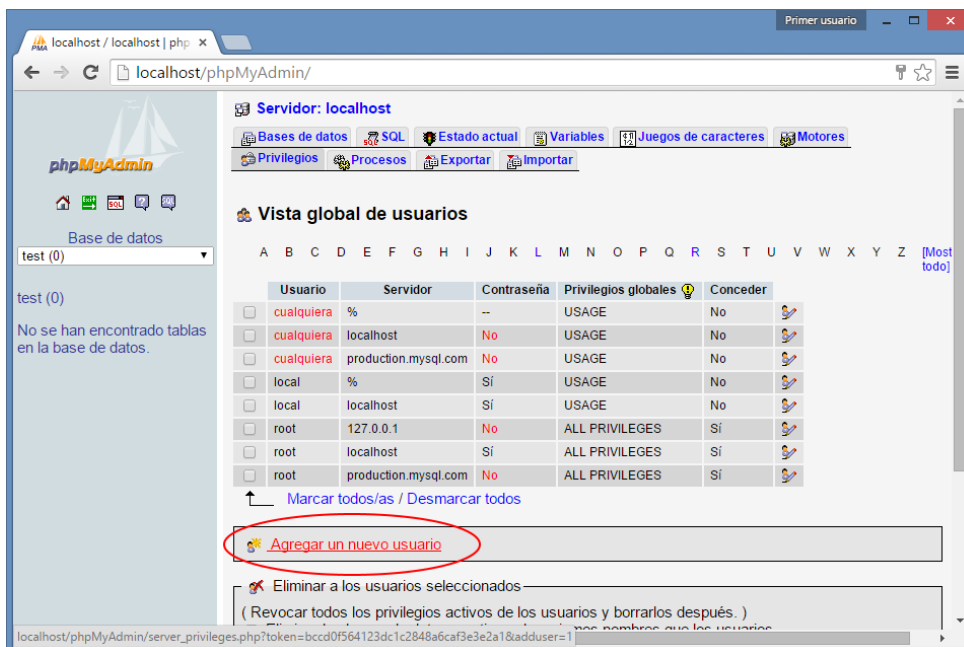 Primer usuario
localhost / localhost | php
localhost/phpMyAdmin/
phpMyAdmin
Base de datos
test (0)
test (0)
No se han encontrado tablas
en la base de datos.
Servidor: localhost
Bases de datos SQL Estado actual Variables Juegos de caracteres Motores
Privilegios Procesos Exportar Importar
Vista global de usuarios
A B C D E F G H I J K L M N O P Q R S T U V W X Y Z [Most
todo]
Usuario Servidor Contraseña Privilegios globales Conceder
cualquiera % -- USAGE No
cualquiera localhost No USAGE No
cualquiera production.mysql.com No USAGE No
local % Sí USAGE No
local localhost Sí USAGE No
root 127.0.0.1 No ALL PRIVILEGES Sí
root localhost Sí ALL PRIVILEGES Sí
root production.mysql.com No ALL PRIVILEGES Sí
Marcar todos/as / Desmarcar todos
Agregar un nuevo usuario
Eliminar a los usuarios seleccionados
( Revocar todos los privilegios activos de los usuarios y borrarlos después. )
localhost/phpMyAdmin/server_privileges.php?token=bccd0f564123dc1c2848a6caf3e3e2a1&adduser=1